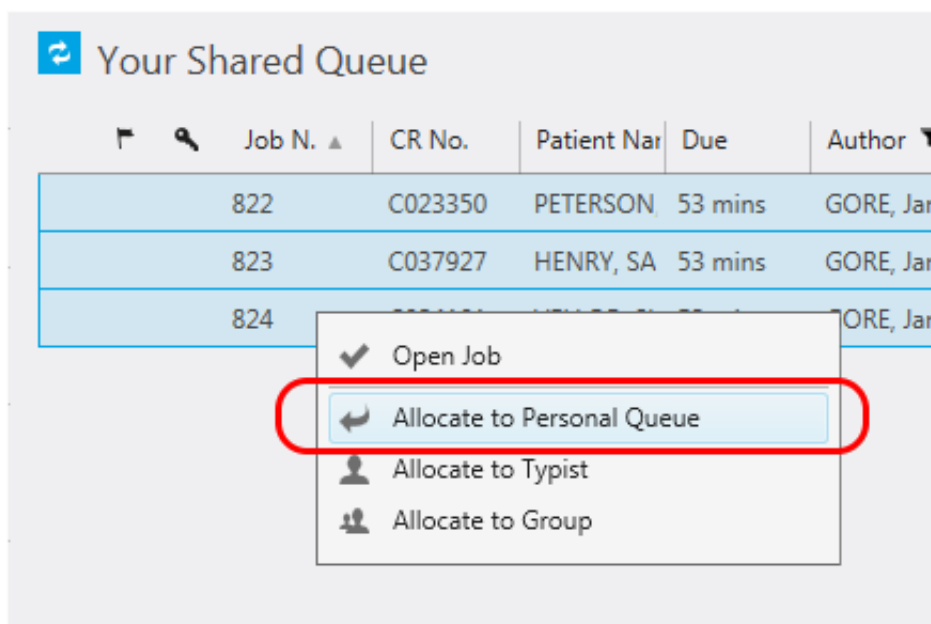 Your Shared Queue
Job N. CR No. Patient Nar Due Author
822 C023350 PETERSON, 53 mins GORE, Jar
823 C037927 HENRY, SA 53 mins GORE, Jar
824 GORE, Jar
Open Job
Allocate to Personal Queue
Allocate to Typist
Allocate to Group